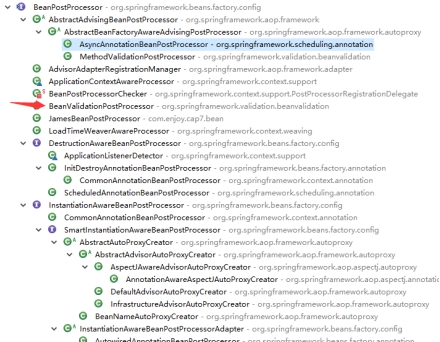 BeanPostProcessor - org.springframework.beans.factory.config
AbstractAdvisingBeanPostProcessor - org.springframework.aop.framework
AbstractBeanFactoryAwareAdvisingPostProcessor - org.springframework.aop.framework.autoproxy
AsyncAnnotationBeanPostProcessor - org.springframework.scheduling.annotation
MethodValidationPostProcessor - org.springframework.validation.beanvalidation
AdvisorAdapterRegistrationManager - org.springframework.aop.framework.adapter
ApplicationContextAwareProcessor - org.springframework.context.support
BeanPostProcessorChecker - org.springframework.context.support.PostProcessorRegistrationDelegate
BeanValidationPostProcessor - org.springframework.validation.beanvalidation
JamesBeanPostProcessor - com.enjoy.cap7.bean
LoadTimeWeaverAwareProcessor - org.springframework.context.weaving
DestructionAwareBeanPostProcessor - org.springframework.beans.factory.config
ApplicationListenerDetector - org.springframework.context.support
InitDestroyAnnotationBeanPostProcessor - org.springframework.beans.factory.annotation
CommonAnnotationBeanPostProcessor - org.springframework.context.annotation
ScheduledAnnotationBeanPostProcessor - org.springframework.scheduling.annotation
InstantiationAwareBeanPostProcessor - org.springframework.beans.factory.config
CommonAnnotationBeanPostProcessor - org.springframework.context.annotation
SmartInstantiationAwareBeanPostProcessor - org.springframework.beans.factory.config
AbstractAutoProxyCreator - org.springframework.aop.framework.autoproxy
AbstractAdvisorAutoProxyCreator - org.springframework.aop.framework.autoproxy
AspectJAwareAdvisorAutoProxyCreator - org.springframework.aop.aspectj.autoproxy
AnnotationAwareAspectJAutoProxyCreator - org.springframework.aop.aspectj.annotatio
DefaultAdvisorAutoProxyCreator - org.springframework.aop.framework.autoproxy
InfrastructureAdvisorAutoProxyCreator - org.springframework.aop.framework.autoproxy
BeanNameAutoProxyCreator - org.springframework.aop.framework.autoproxy
InstantiationAwareBeanPostProcessorAdapter - org.springframework.beans.factory.config
AutowiredAnnotationBeanPostProcessor - org.springframework.beans.factory.annotation